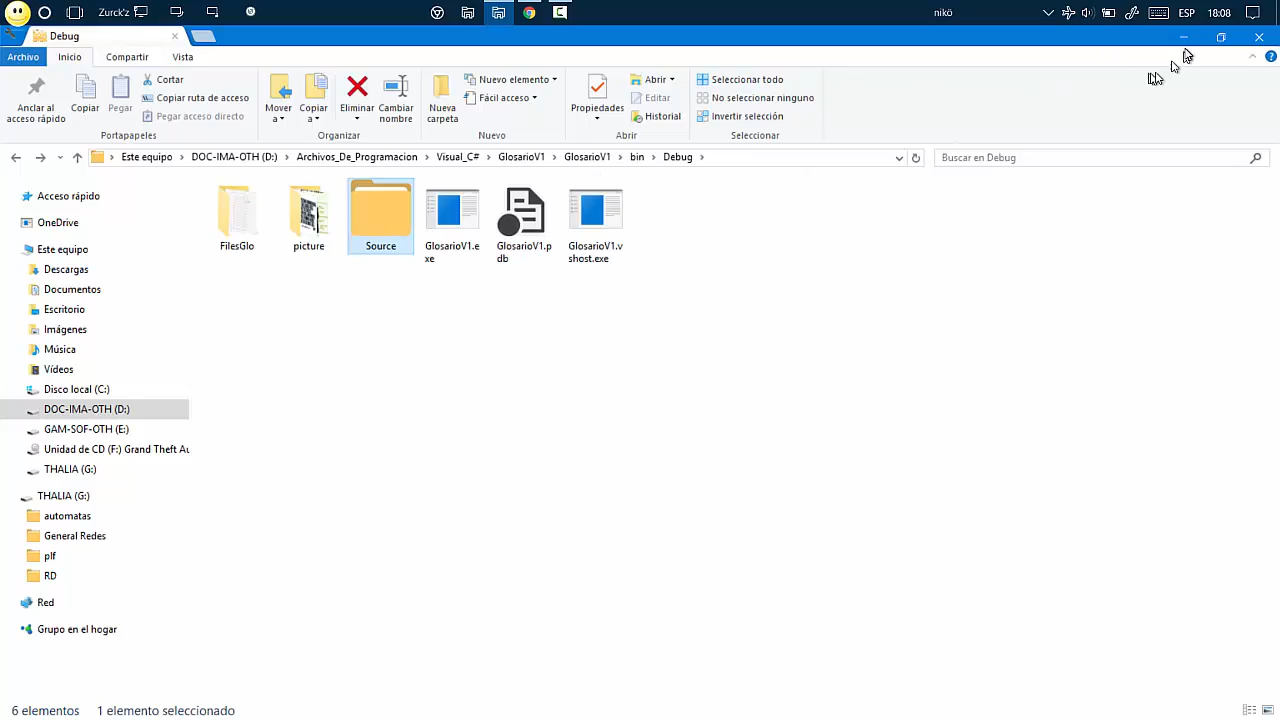 Zurck'z
nikö
ESP
18:08
Debug
Archivo
Inicio
Compartir
Vista
Anclar al
acceso rápido
Copiar
Pegar
Cortar
Copiar ruta de acceso
Pegar acceso directo
Portapapeles
Mover
a
Copiar
a
Eliminar
Cambiar
nombre
Organizar
Nueva
carpeta
Nuevo elemento
Fácil acceso
Nuevo
Propiedades
Abrir
Editar
Historial
Abrir
Seleccionar todo
No seleccionar ninguno
Invertir selección
Seleccionar
Este equipo
DOC-IMA-OTH (D:)
Archivos_De_Programacion
Visual_C#
GlosarioV1
GlosarioV1
bin
Debug
Buscar en Debug
Acceso rápido
OneDrive
Este equipo
Descargas
Documentos
Escritorio
Imágenes
Música
Vídeos
Disco local (C:)
DOC-IMA-OTH (D:)
GAM-SOF-OTH (E:)
Unidad de CD (F:) Grand Theft Au
THALIA (G:)
THALIA (G:)
automatas
General Redes
plf
RD
Red
Grupo en el hogar
FilesGlo
picture
Source
GlosarioV1.e
xe
GlosarioV1.p
db
GlosarioV1.v
shost.exe
6 elementos
1 elemento seleccionado